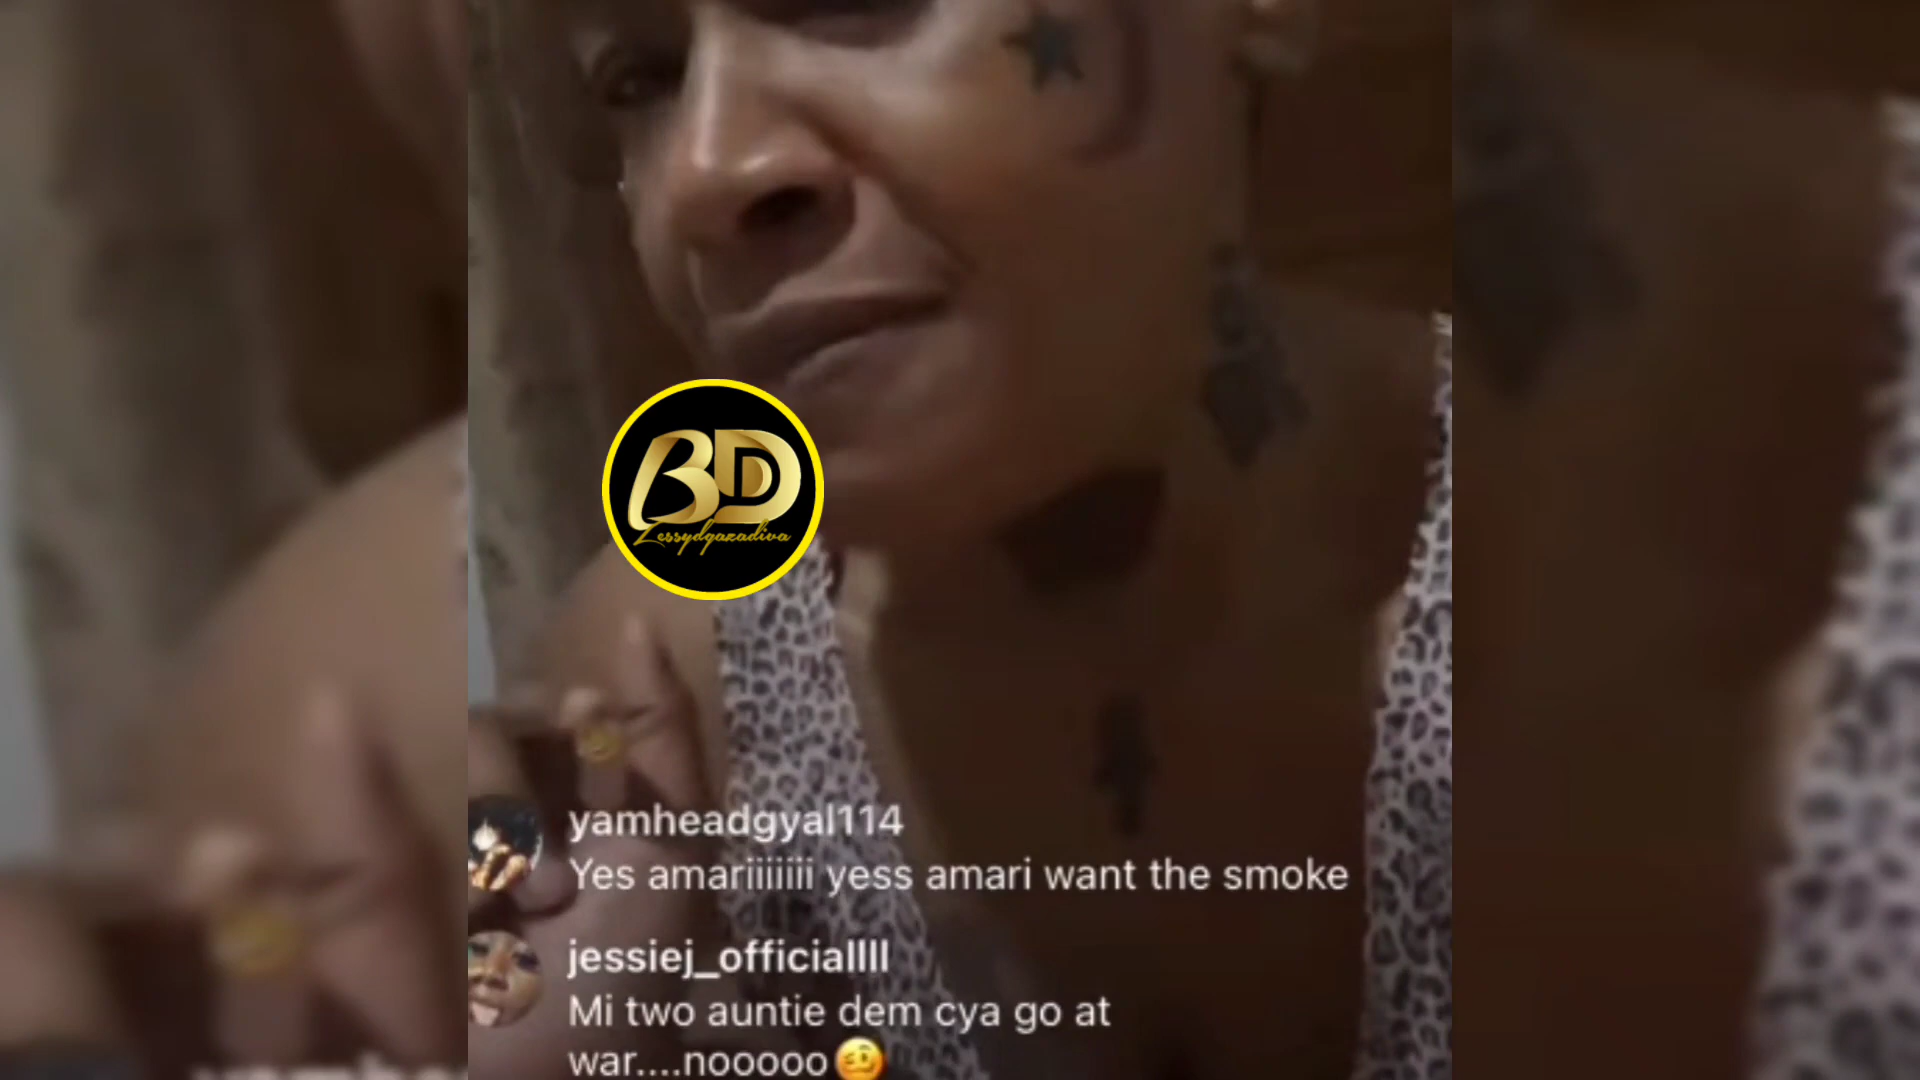 BD
Lessydgazadiva
yamheadgyal114
Yes amariiiiiii yess amari want the smoke
jessiej_officiallll
Mi two auntie dem cya go at
war....nooooo🥴